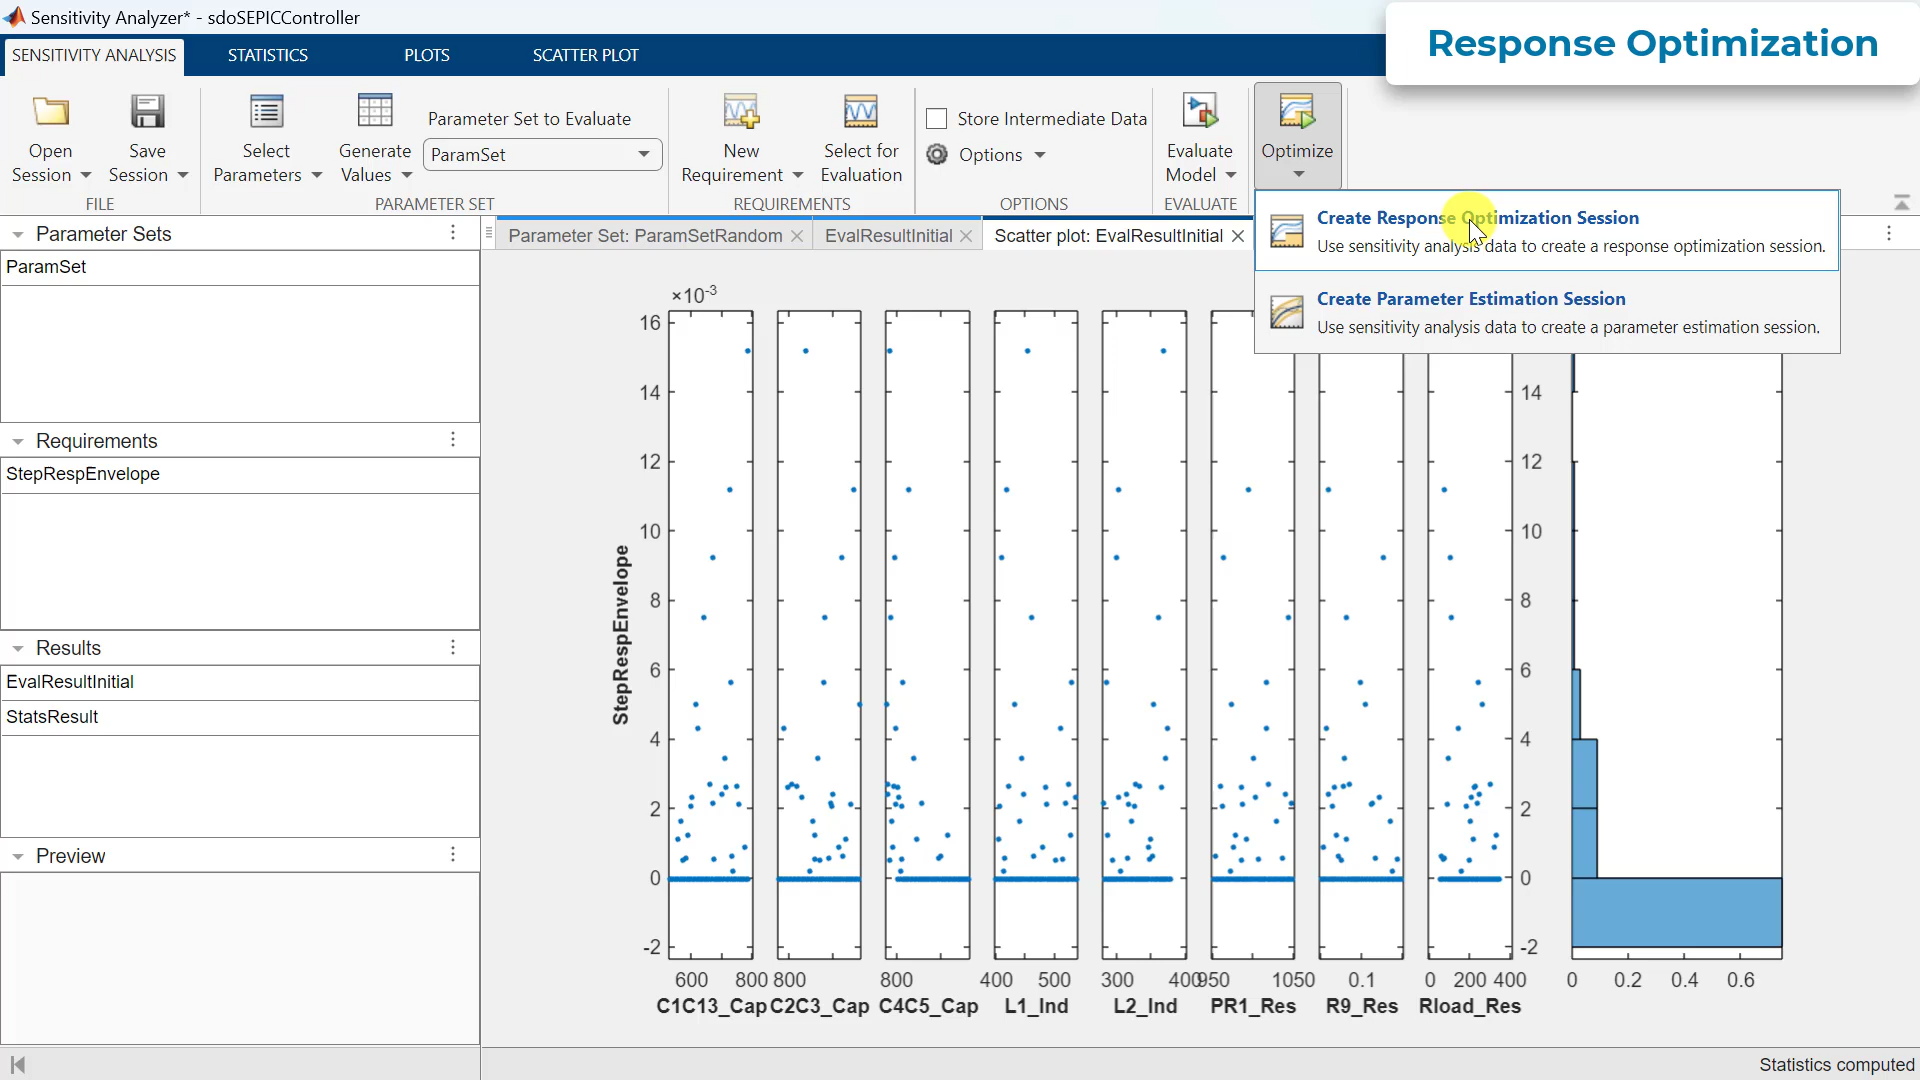 Sensitivity Analyzer* - sdoSEPICController
Response Optimization
SENSITIVITY ANALYSIS
STATISTICS
PLOTS
SCATTER PLOT
Open
Session
Save
Session
FILE
Select
Parameters
Generate
Values
Parameter Set to Evaluate
ParamSet
PARAMETER SET
New
Requirement
Select for
Evaluation
REQUIREMENTS
Store Intermediate Data
Options
OPTIONS
Evaluate
Model
EVALUATE
Optimize
Create Response Optimization Session
Use sensitivity analysis data to create a response optimization session.
Create Parameter Estimation Session
Use sensitivity analysis data to create a parameter estimation session.
Parameter Sets
ParamSet
Requirements
StepRespEnvelope
Results
EvalResultInitial
StatsResult
Preview
Parameter Set: ParamSetRandom
EvalResultInitial
Scatter plot: EvalResultInitial
×10-3
16
14
12
10
8
6
4
2
0
-2
StepRespEnvelope
14
12
10
8
6
4
2
0
-2
600 800 800 800 400 500 300 400 950 1050 0.1 0 200 400 0 0.2 0.4 0.6
C1C13_Cap C2C3_Cap C4C5_Cap L1_Ind L2_Ind PR1_Res R9_Res Rload_Res
Statistics computed